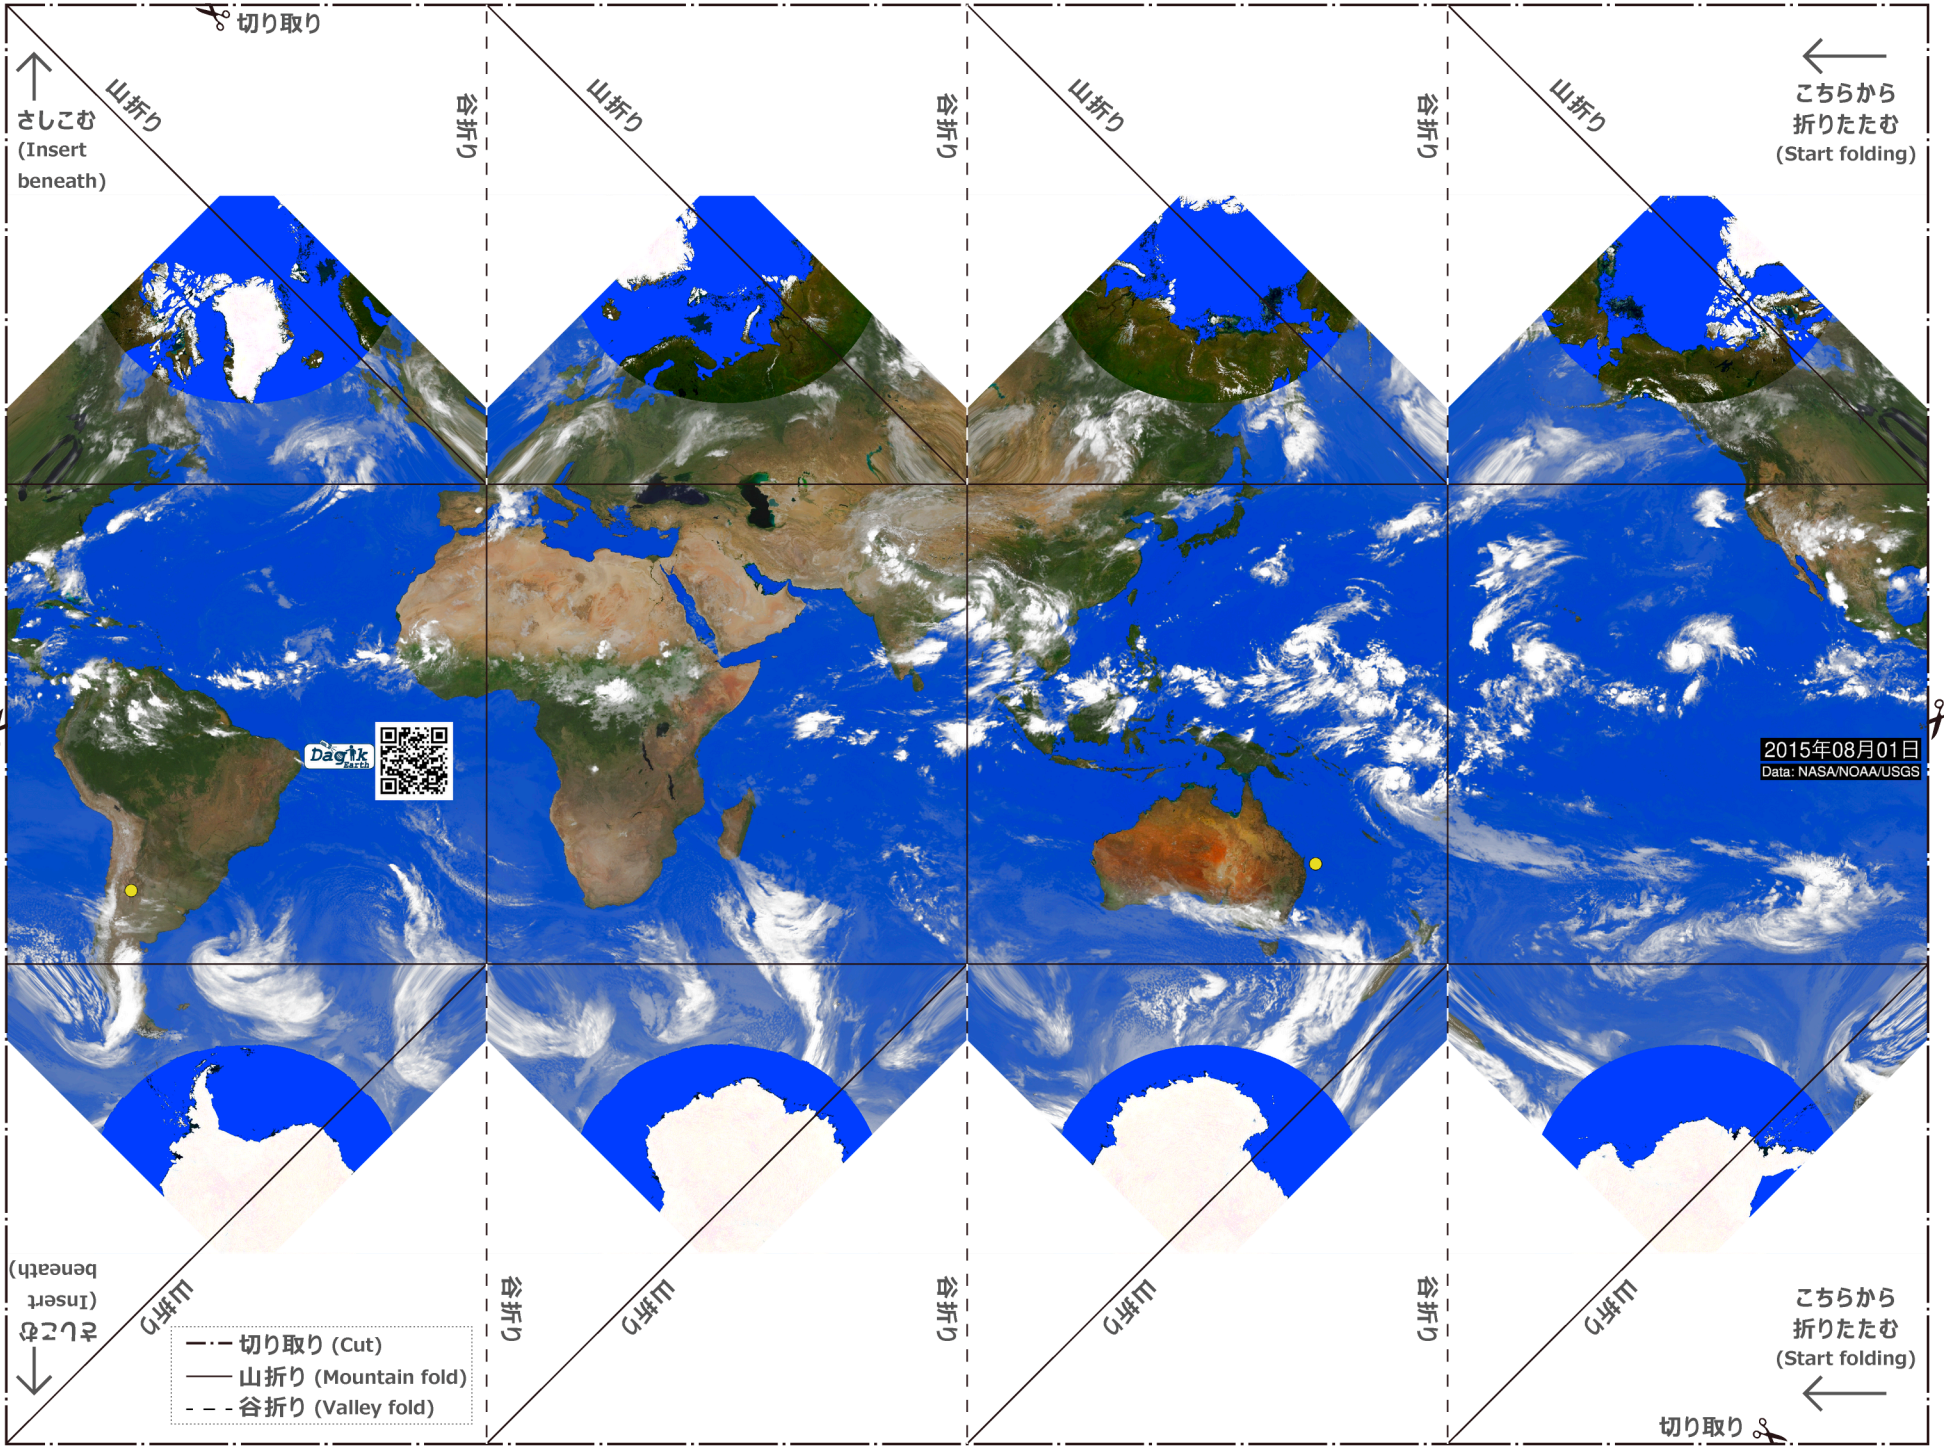 切り取り
山折り
谷折り
山折り
谷折り
山折り
谷折り
山折り
さしこむ
(Insert
beneath)
こちらから
折りたたむ
(Start folding)
Dagik
Earth
2015年08月01日
Data: NASA/NOAA/USGS
さしこむ
(Insert
beneath)
山折り
谷折り
山折り
谷折り
山折り
谷折り
山折り
こちらから
折りたたむ
(Start folding)
切り取り (Cut)
山折り (Mountain fold)
谷折り (Valley fold)
切り取り